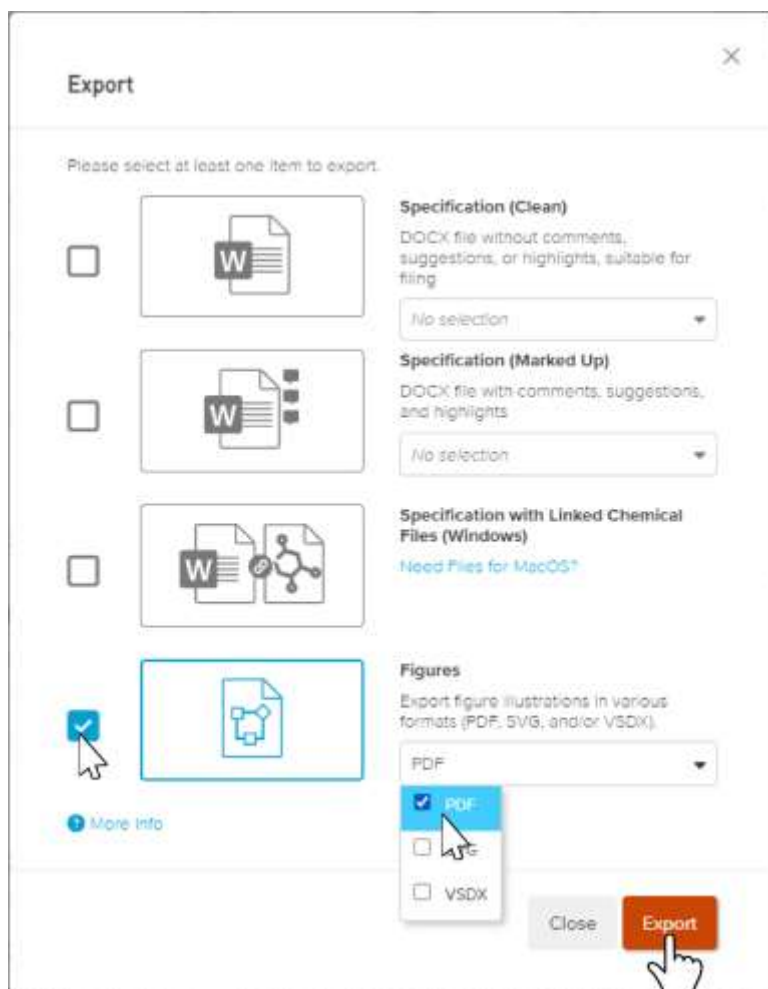 Export
Please select at least one item to export.
Specification (Clean)
DOCX file without comments,
suggestions, or highlights, suitable for
filing
No selection
W
Specification (Marked Up)
DOCX file with comments, suggestions,
and highlights
No selection
W
Specification with Linked Chemical
Files (Windows)
Need Files for MacOS?
W
Figures
Export figure illustrations in various
formats (PDF, SVG, and/or VSDX).
PDF
PDF
VSDX
? More Info
Close
Export